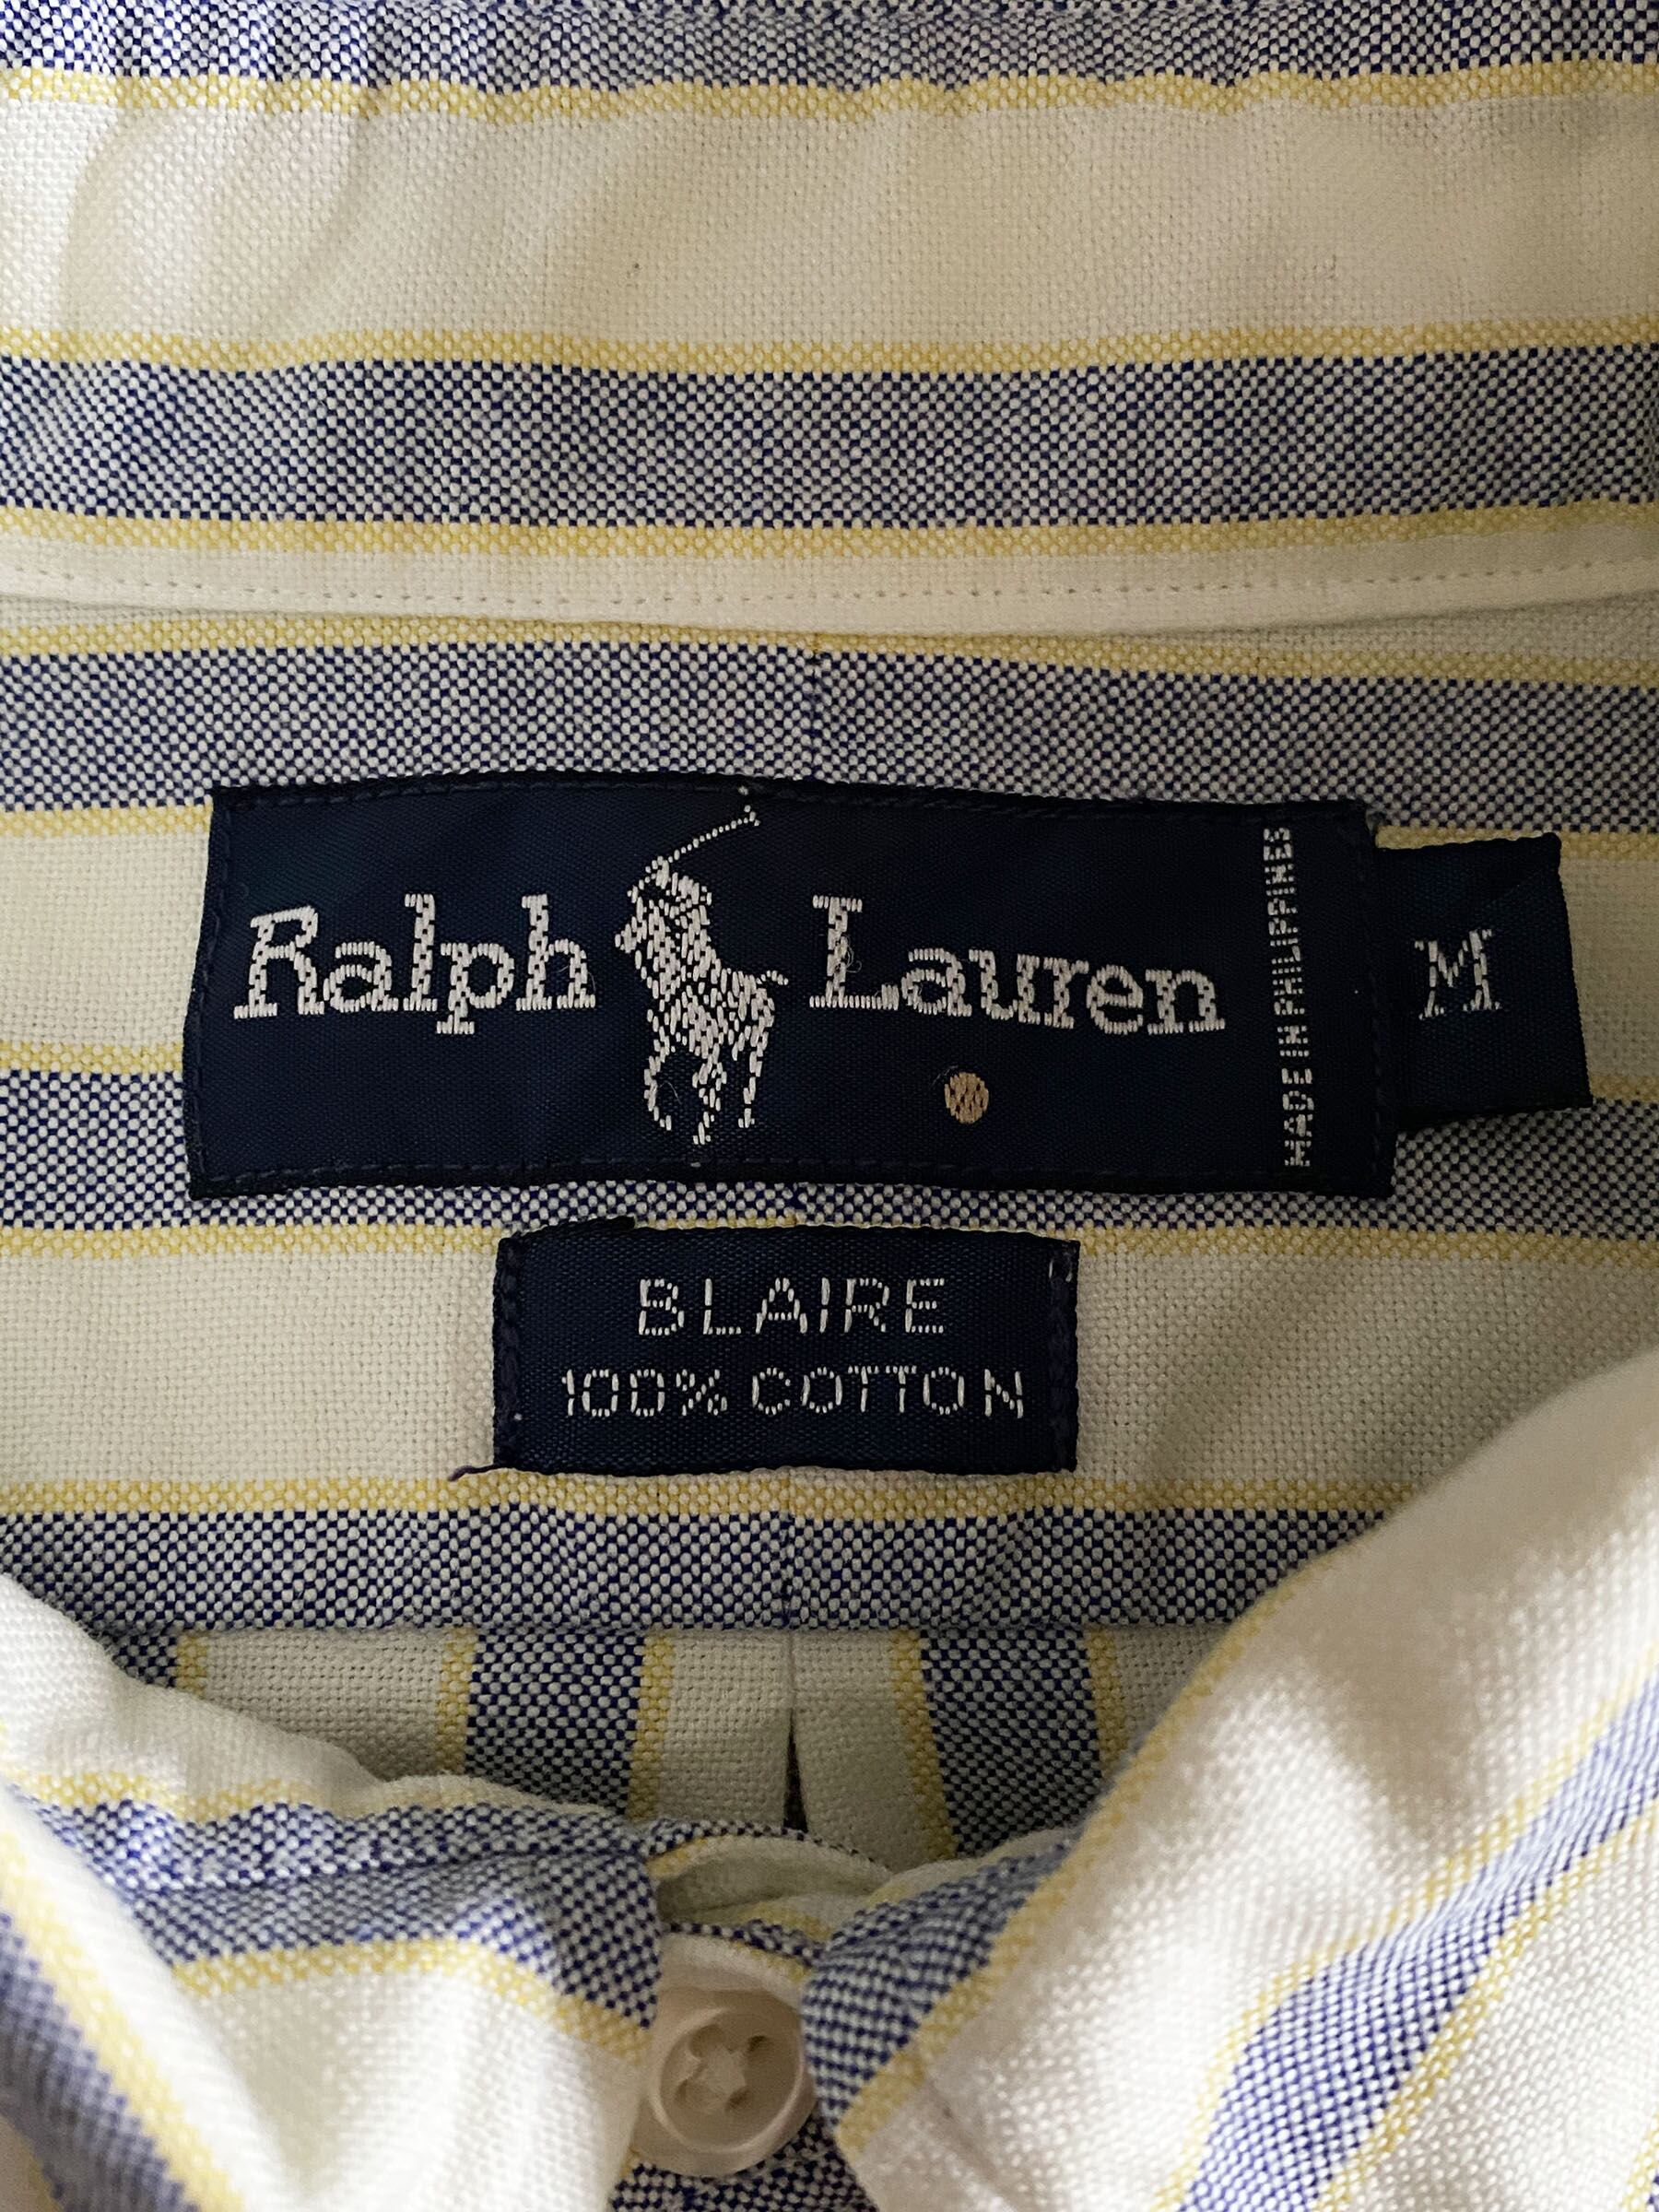 Ralph Lauren
MADE IN PHILIPPINES
M
BLAIRE
100% COTTON